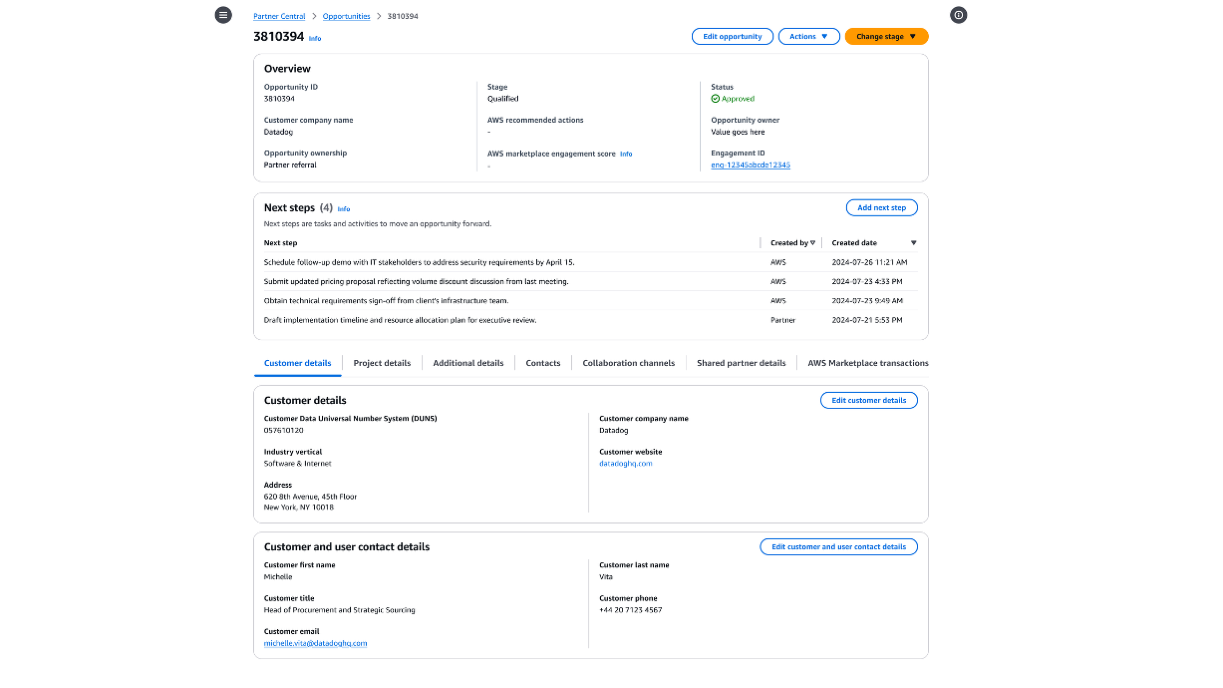 Partner Central > Opportunities > 3810394
3810394 Info
Edit opportunity
Actions ▼
Change stage ▼
Overview
Opportunity ID
3810394
Customer company name
Datadog
Opportunity ownership
Partner referral
Stage
Qualified
AWS recommended actions
-
AWS marketplace engagement score Info
-
Status
Approved
Opportunity owner
Value goes here
Engagement ID
eng-12345abcde12345
Next steps (4) Info
Add next step
Next steps are tasks and activities to move an opportunity forward.
Next step Created by Created date
Schedule follow-up demo with IT stakeholders to address security requirements by April 15. AWS 2024-07-26 11:21 AM
Submit updated pricing proposal reflecting volume discount discussion from last meeting. AWS 2024-07-23 4:33 PM
Obtain technical requirements sign-off from client's infrastructure team. AWS 2024-07-23 9:49 AM
Draft implementation timeline and resource allocation plan for executive review. Partner 2024-07-21 5:53 PM
Customer details Project details Additional details Contacts Collaboration channels Shared partner details AWS Marketplace transactions
Customer details
Edit customer details
Customer Data Universal Number System (DUNS)
057610120
Industry vertical
Software & Internet
Address
620 8th Avenue, 45th Floor
New York, NY 10018
Customer company name
Datadog
Customer website
datadoghq.com
Customer and user contact details
Edit customer and user contact details
Customer first name
Michelle
Customer title
Head of Procurement and Strategic Sourcing
Customer email
michelle.vita@datadoghq.com
Customer last name
Vita
Customer phone
+44 20 7123 4567